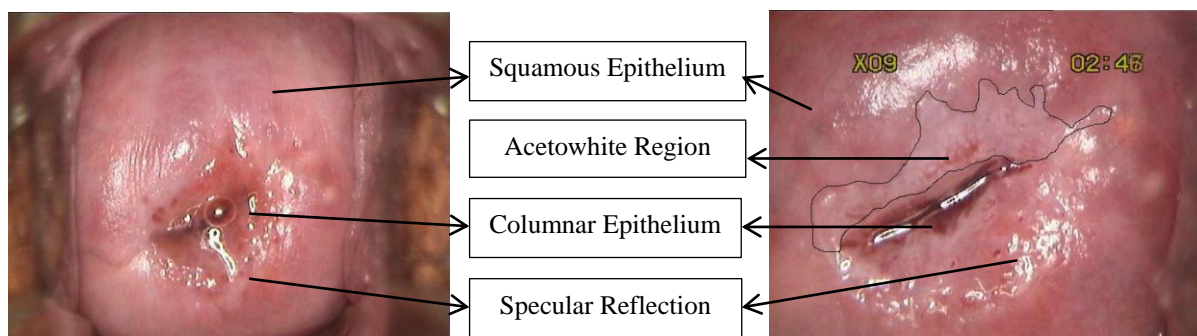 Squamous Epithelium
X09
02:46
Acetowhite Region
Columnar Epithelium
Specular Reflection